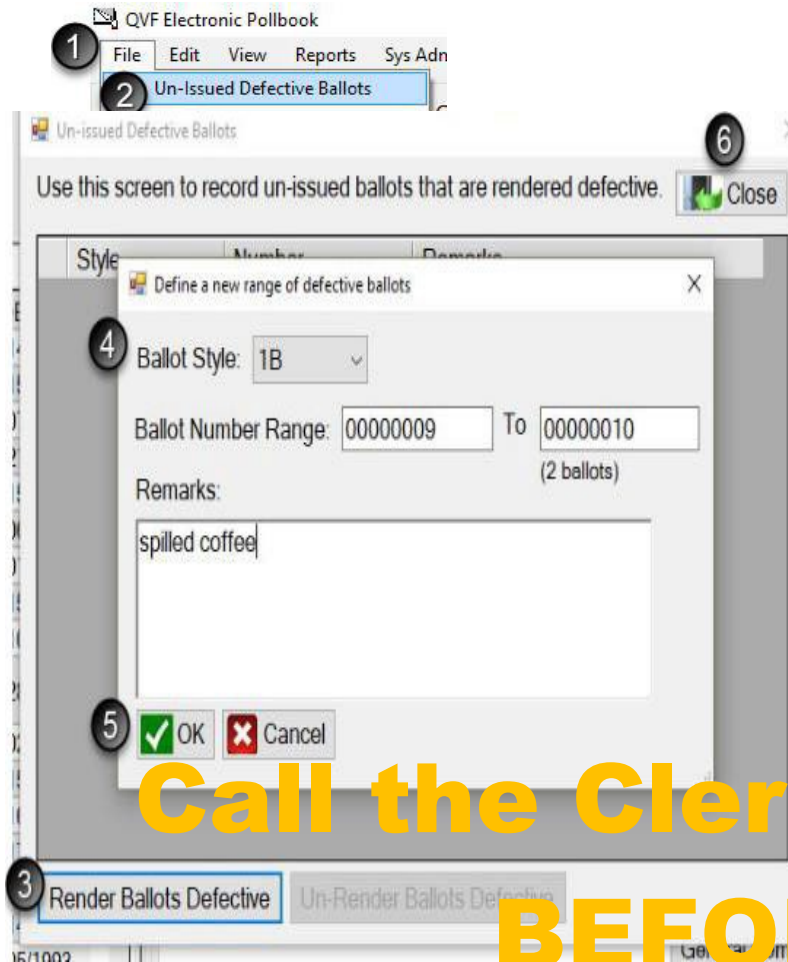 QVF Electronic Pollbook
1
File Edit View Reports Sys Adm
2
Un-Issued Defective Ballots
Un-issued Defective Ballots
6
Use this screen to record un-issued ballots that are rendered defective.
Close
Style Number Remarks
Define a new range of defective ballots X
4
Ballot Style: 1B
Ballot Number Range: 00000009 To 00000010
(2 ballots)
Remarks:
spilled coffee
5
OK Cancel
Call the Cler
3
Render Ballots Defective Un-Render Ballots Defective
BEFO